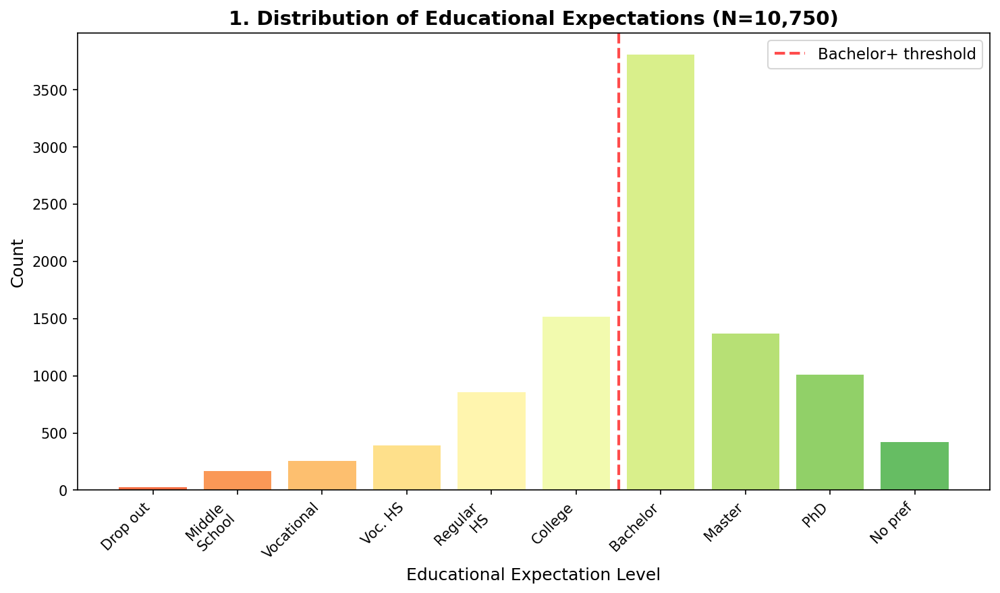 1. Distribution of Educational Expectations (N=10,750)
Bachelor+ threshold
3500
3000
2500
2000
1500
1000
500
0
Count
Drop out
Middle
School
Vocational
Voc. HS
Regular
HS
College
Bachelor
Master
PhD
No pref
Educational Expectation Level